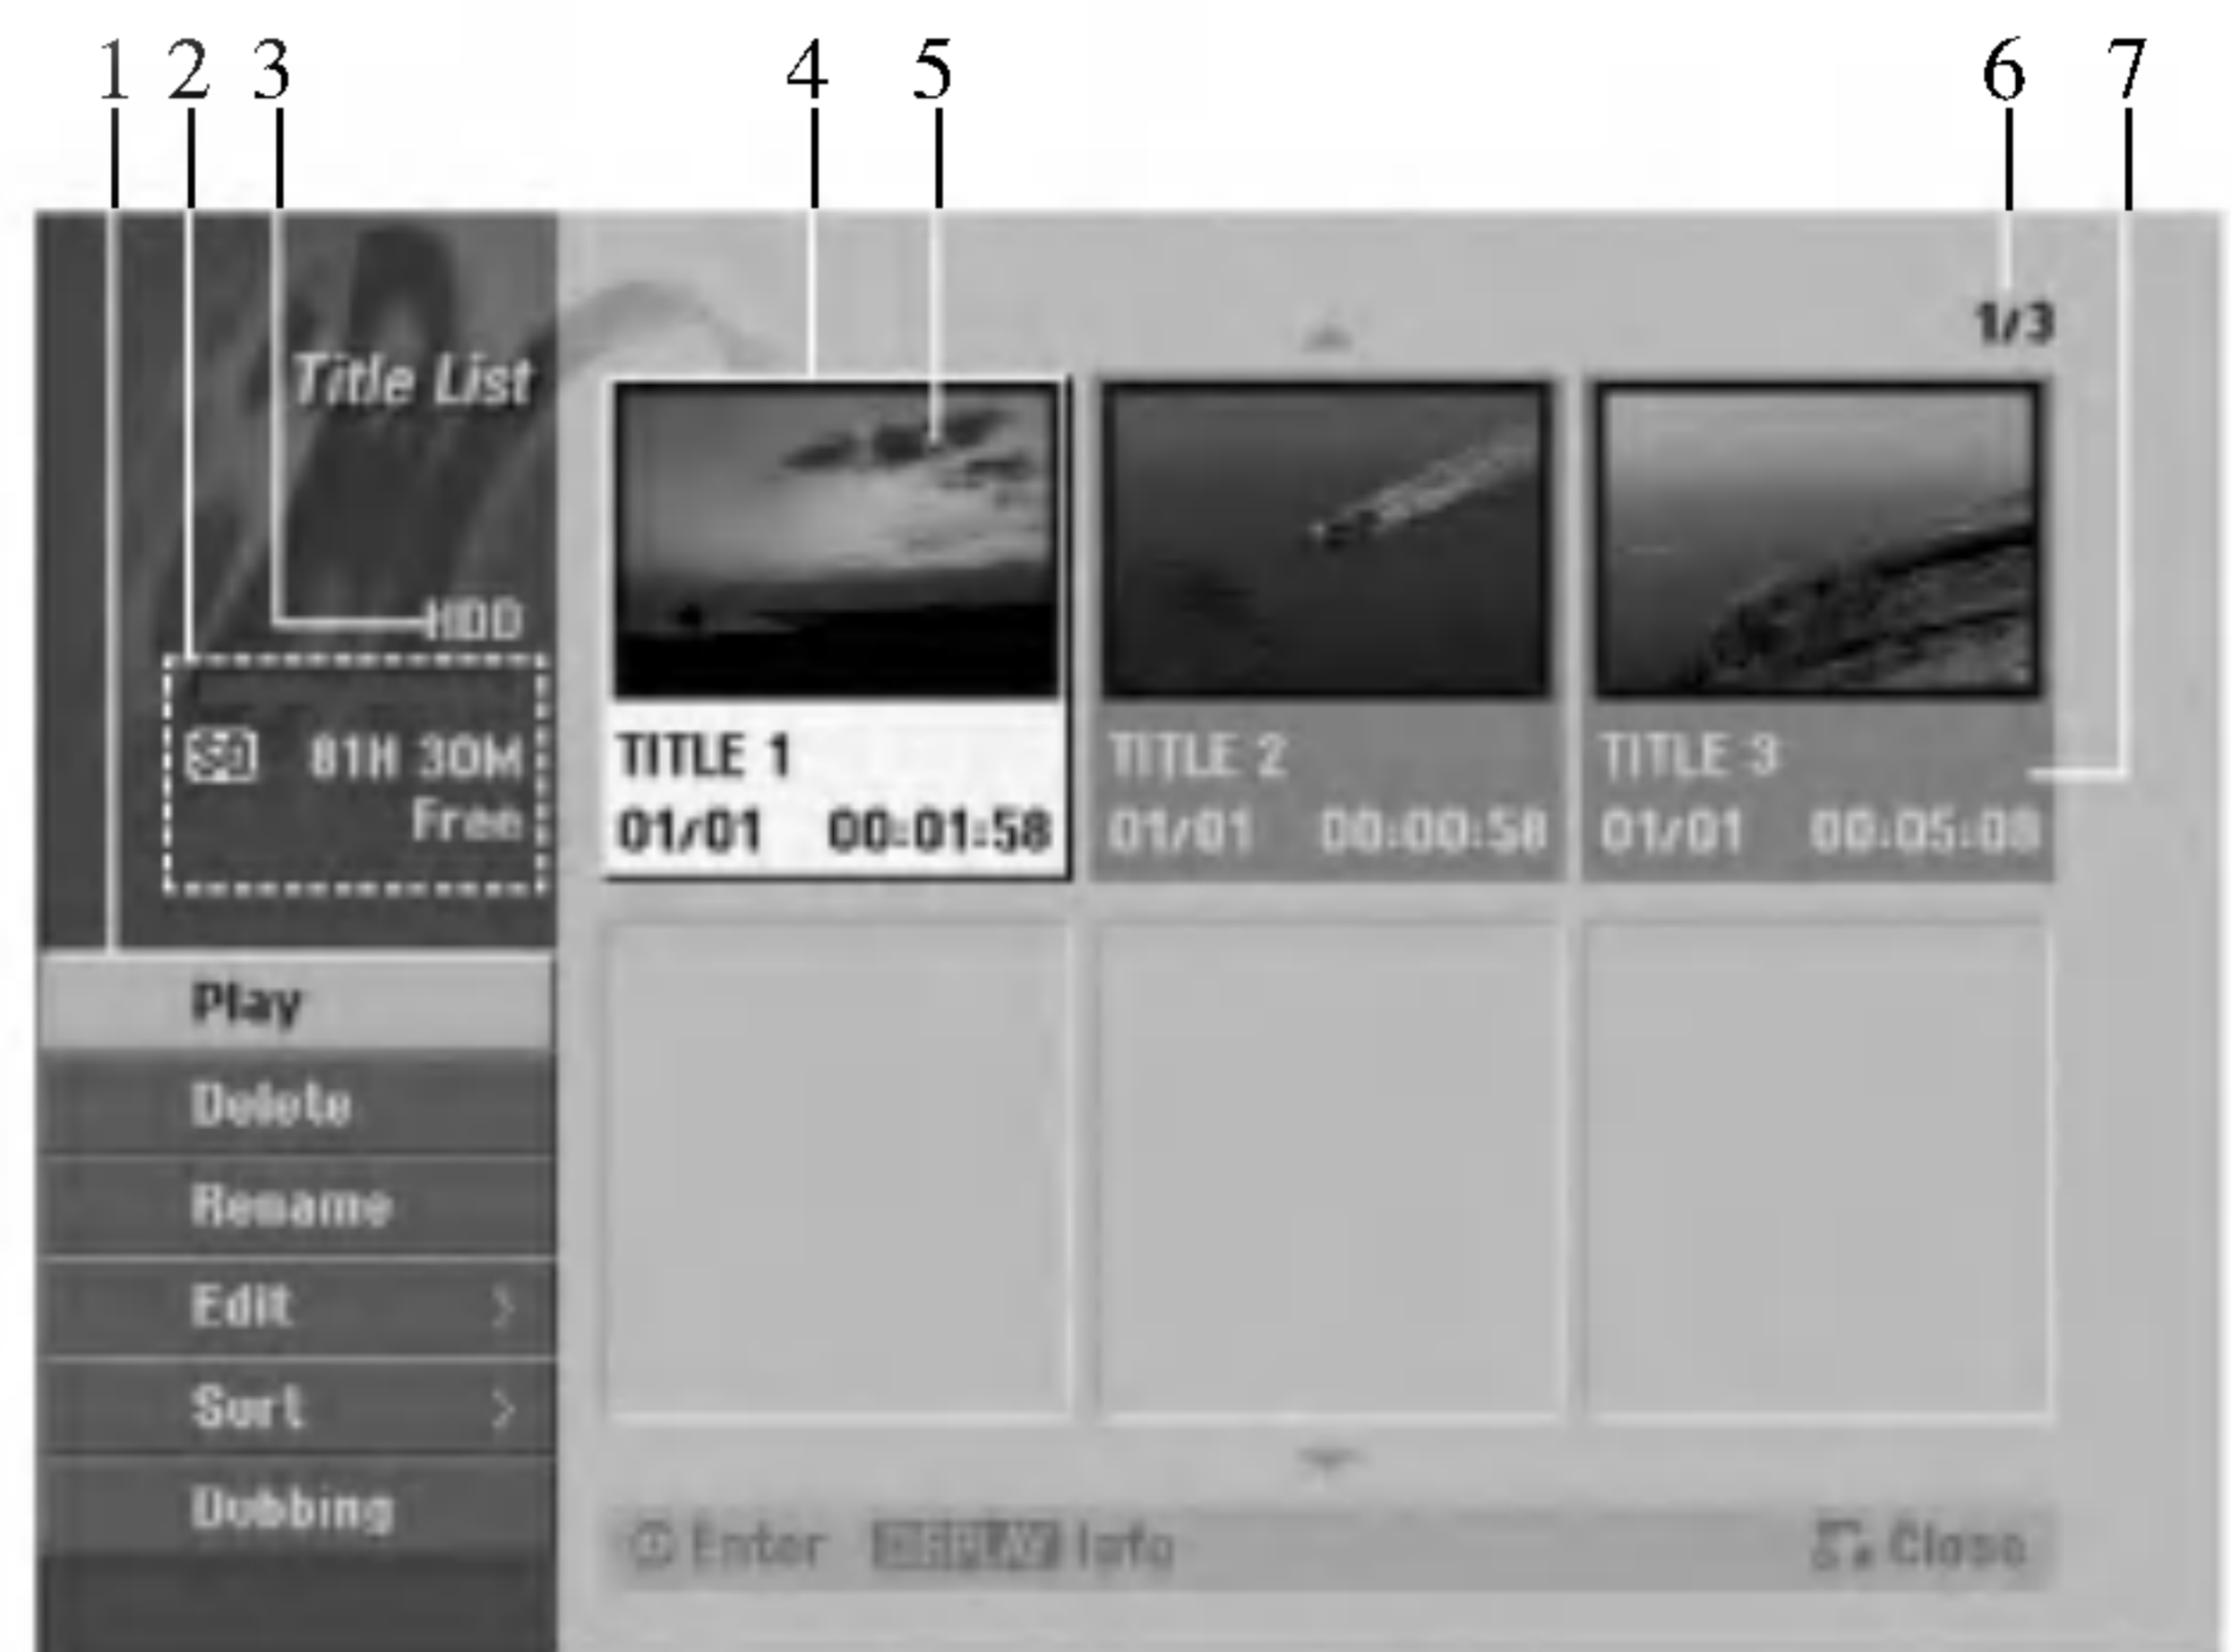 1 2 3 4 5 6 7
Title List
HDD
SQ 81H 30M
Free
1/3
TITLE 1
01/01 00:01:58
TITLE 2
01/01 00:00:58
TITLE 3
01/01 00:05:08
Play
Delete
Rename
Edit >
Sort >
Dubbing
Enter
Info
Close